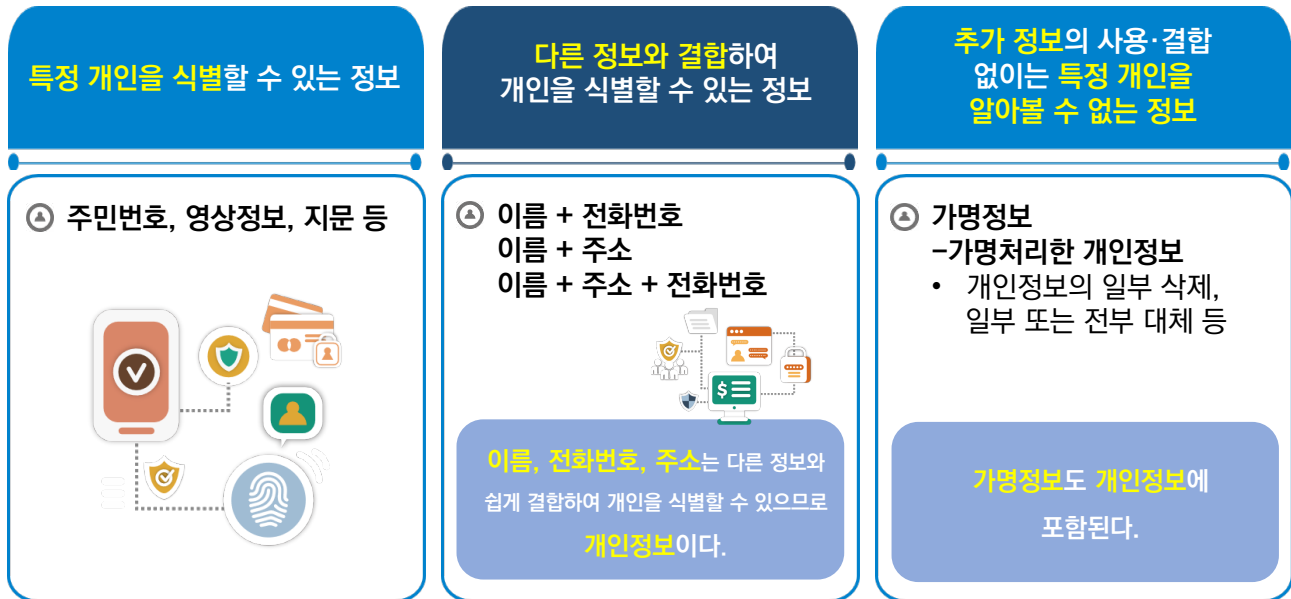 특정 개인을 식별할 수 있는 정보
주민번호, 영상정보, 지문 등
다른 정보와 결합하여
개인을 식별할 수 있는 정보
이름 + 전화번호
이름 + 주소
이름 + 주소 + 전화번호
$
이름, 전화번호, 주소는 다른 정보와
쉽게 결합하여 개인을 식별할 수 있으므로
개인정보이다.
추가 정보의 사용·결합
없이는 특정 개인을
알아볼 수 없는 정보
가명정보
-가명처리한 개인정보
• 개인정보의 일부 삭제,
일부 또는 전부 대체 등
가명정보도 개인정보에
포함된다.